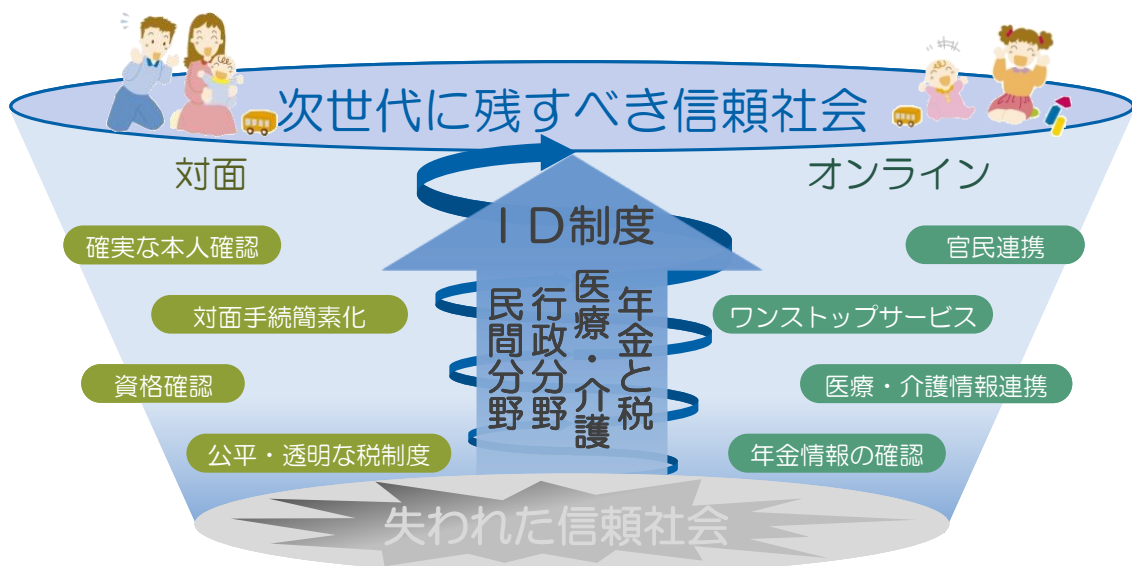 次世代に残すべき信頼社会
対面
オンライン
ＩＤ制度
民間分野
行政分野
医療・介護
年金と税
確実な本人確認
対面手続簡素化
資格確認
公平・透明な税制度
官民連携
ワンストップサービス
医療・介護情報連携
年金情報の確認
失われた信頼社会